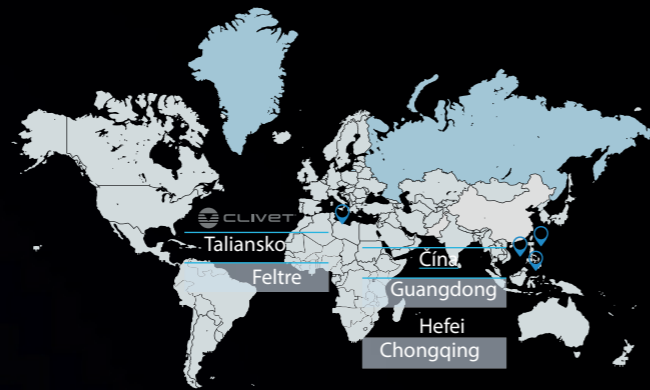 CLIVET
Taliansko
Feltre
Čína
Guangdong
Hefei
Chongqing